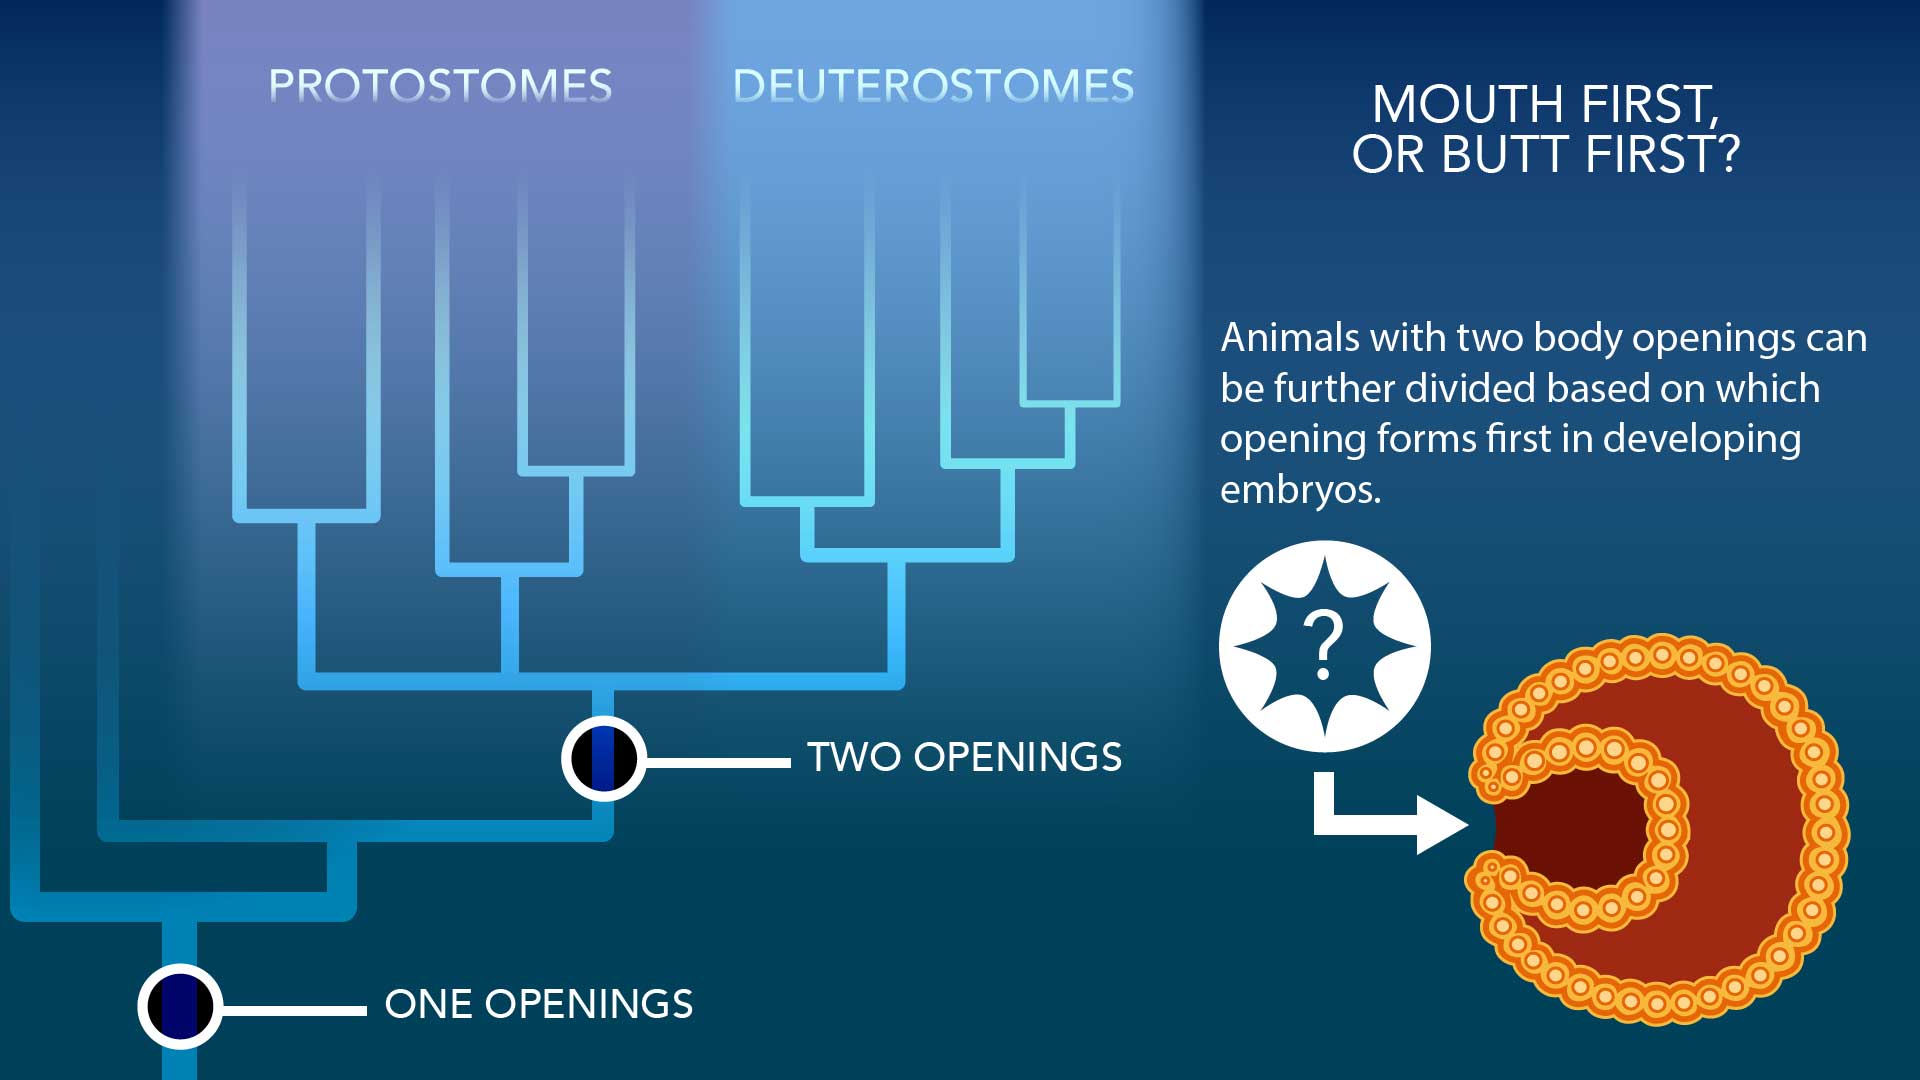 PROTOSTOMES
DEUTEROSTOMES
MOUTH FIRST,
OR BUTT FIRST?
Animals with two body openings can
be further divided based on which
opening forms first in developing
embryos.
?
TWO OPENINGS
ONE OPENINGS